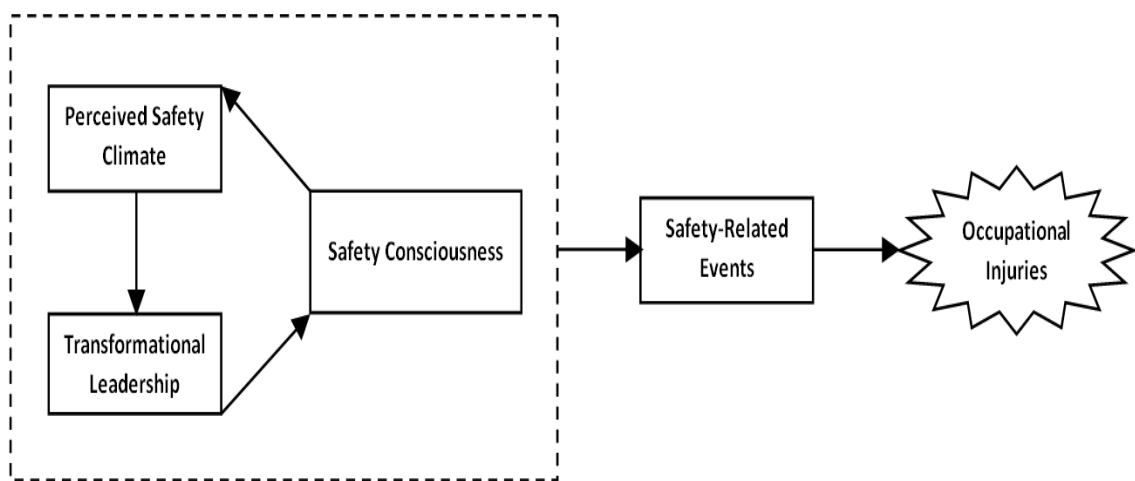 Perceived Safety
Climate
Transformational
Leadership
Safety Consciousness
Safety-Related
Events
Occupational
Injuries